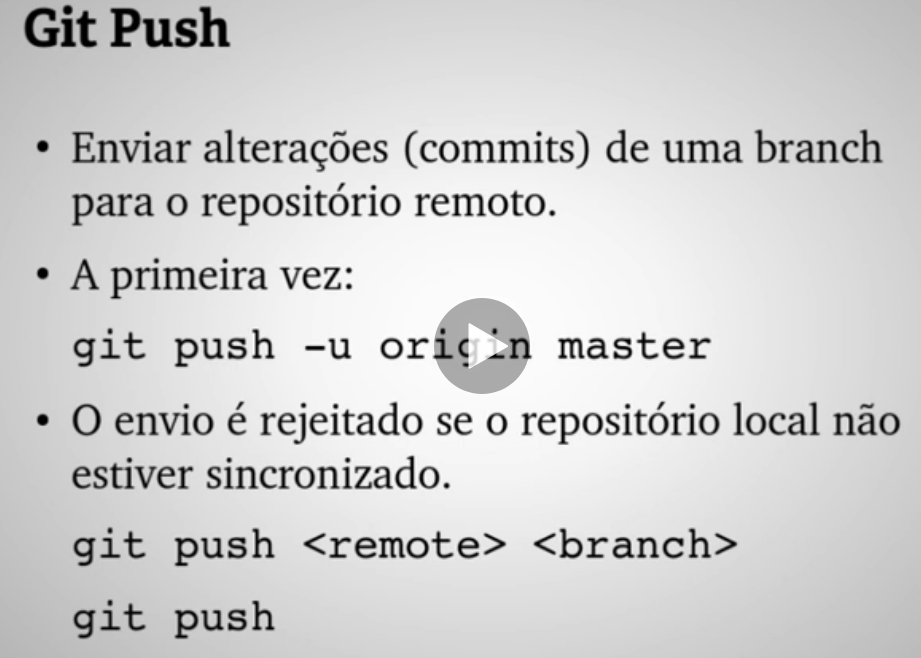 Git Push
• Enviar alterações (commits) de uma branch
para o repositório remoto.
• A primeira vez:
git push -u origin master
• O envio é rejeitado se o repositório local não
estiver sincronizado.
git push <remote> <branch>
git push